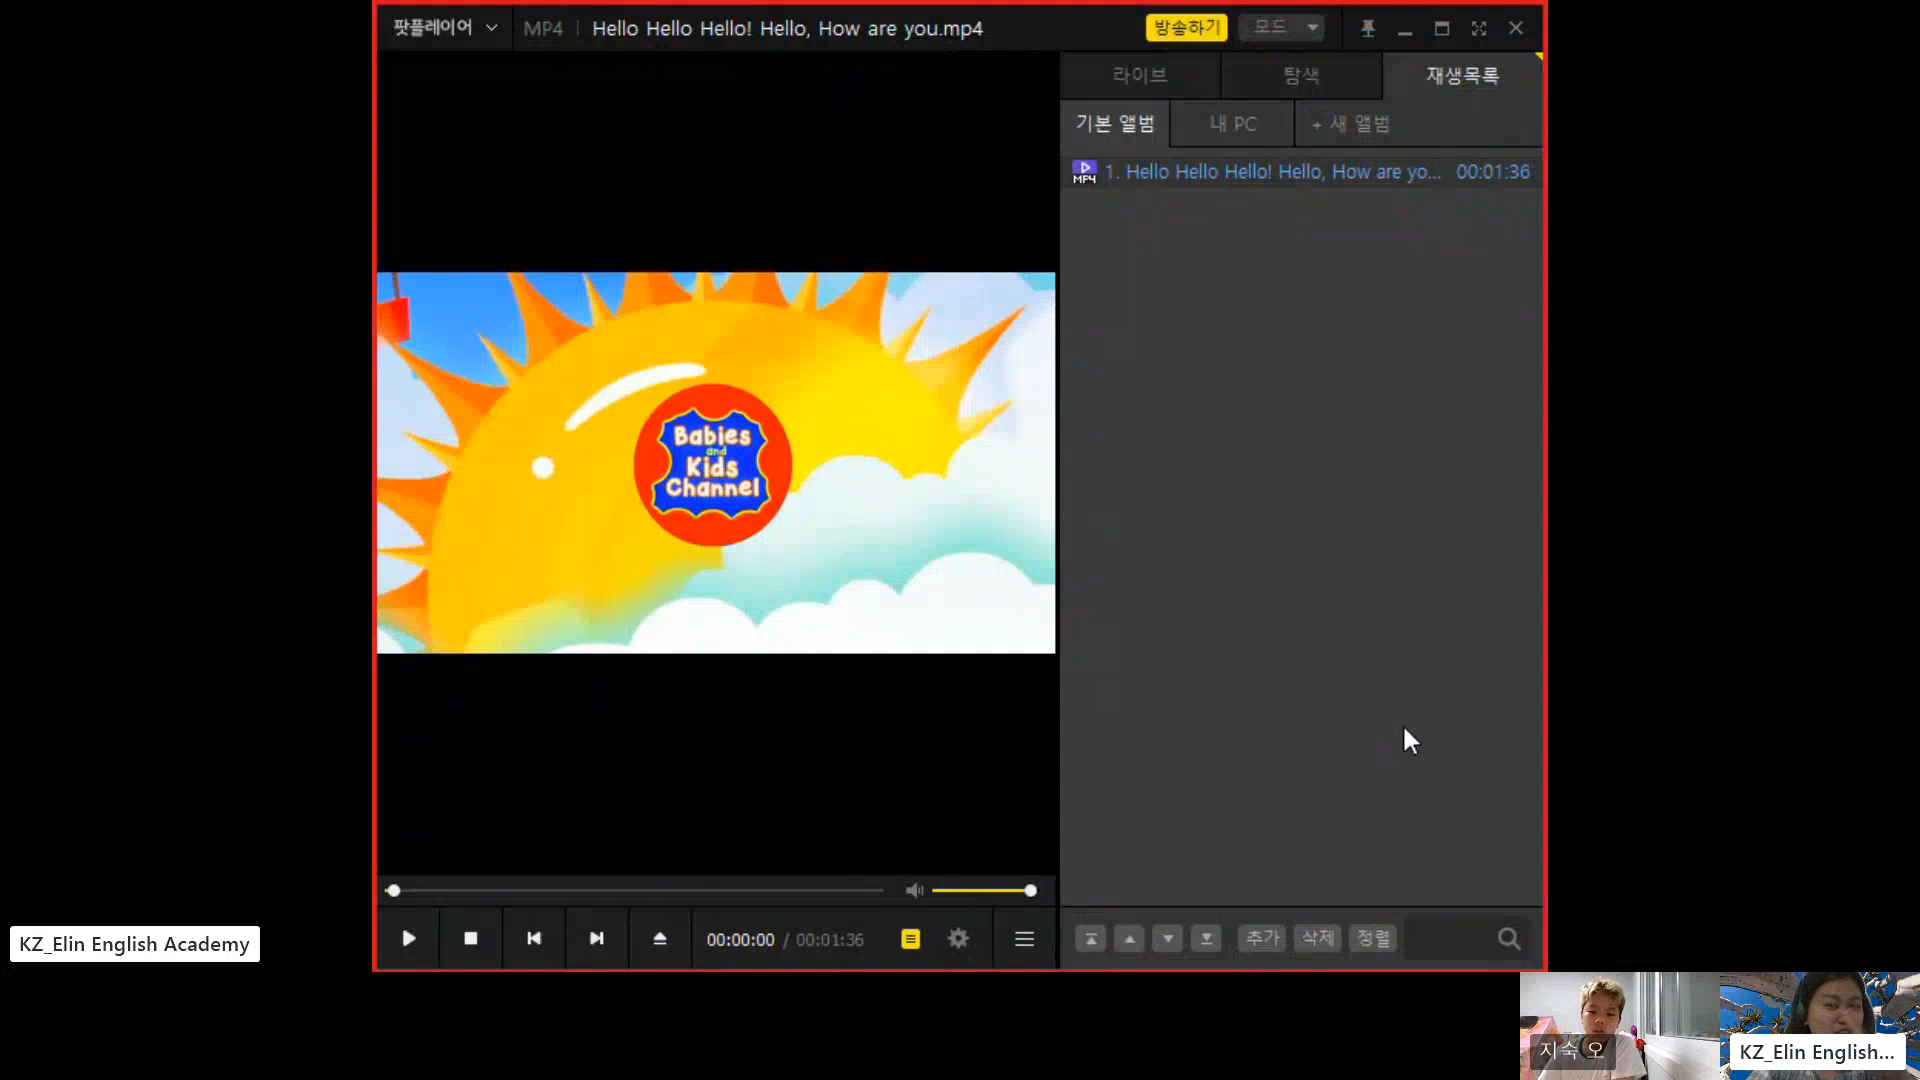 팟플레이어
MP4
Hello Hello Hello! Hello, How are you.mp4
방송하기
모드
라이브
탐색
재생목록
기본 앨범
내 PC
+ 새 앨범
MP4
1. Hello Hello Hello! Hello, How are yo...
00:01:36
Babies
and
Kids
Channel
00:00:00 / 00:01:36
추가
삭제
정렬
KZ_Elin English Academy
지숙 오
KZ_Elin English...